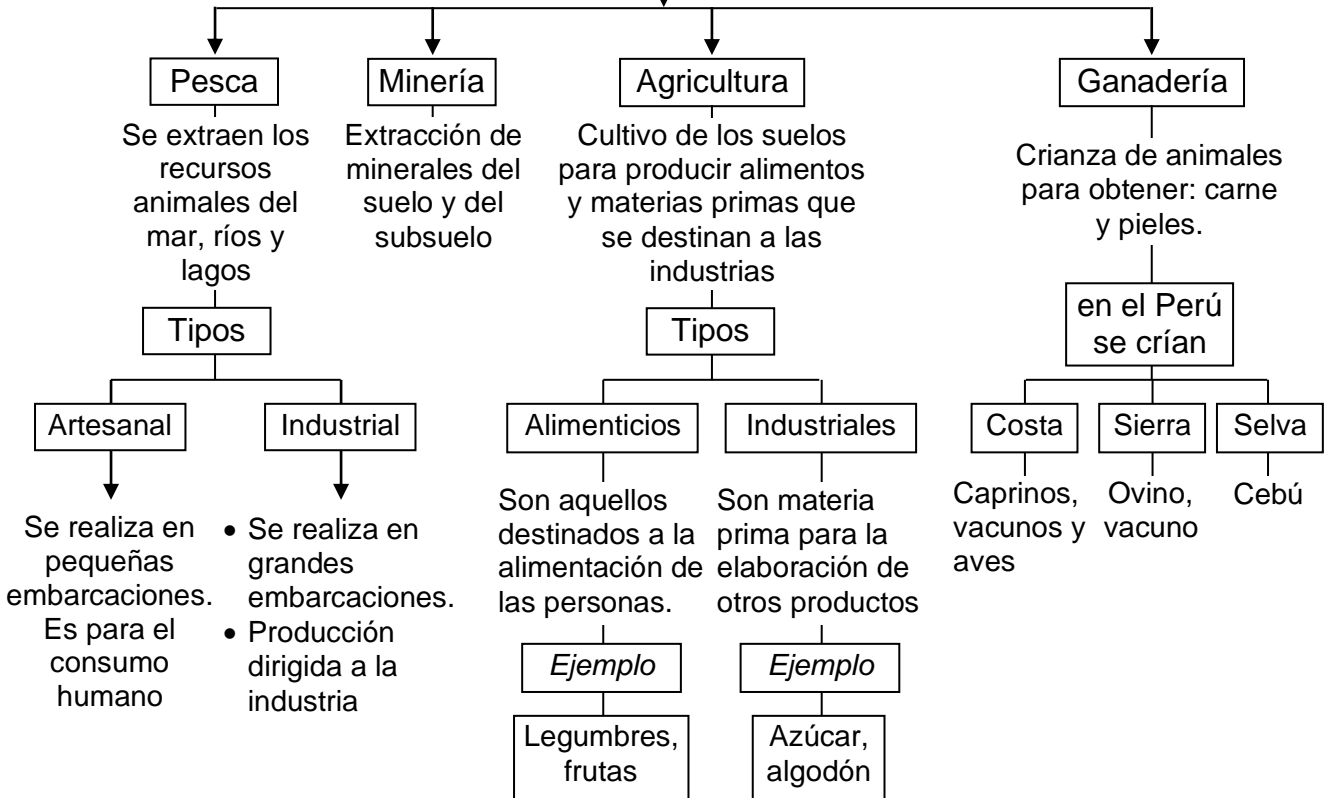 Pesca
Se extraen los
recursos
animales del
mar, ríos y
lagos
Tipos
Artesanal
Se realiza en
pequeñas
embarcaciones.
Es para el
consumo
humano
Industrial
• Se realiza en
grandes
embarcaciones.
• Producción
dirigida a la
industria
Minería
Extracción de
minerales del
suelo y del
subsuelo
Agricultura
Cultivo de los suelos
para producir alimentos
y materias primas que
se destinan a las
industrias
Tipos
Alimenticios
Son aquellos
destinados a la
alimentación de
las personas.
Ejemplo
Legumbres,
frutas
Industriales
Son materia
prima para la
elaboración de
otros productos
Ejemplo
Azúcar,
algodón
Ganadería
Crianza de animales
para obtener: carne
y pieles.
en el Perú
se crían
Costa
Caprinos,
vacunos y
aves
Sierra
Ovino,
vacuno
Selva
Cebú